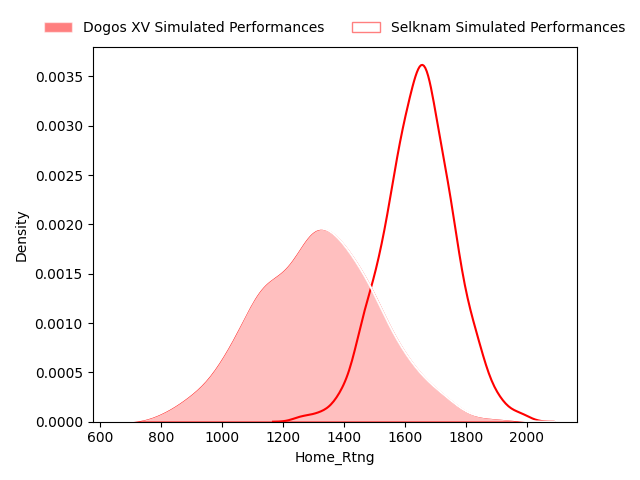 Dogos XV Simulated Performances
Selknam Simulated Performances
0.0035
0.0030
0.0025
0.0020
0.0015
0.0010
0.0005
0.0000
Density
600 800 1000 1200 1400 1600 1800 2000
Home_Rtng